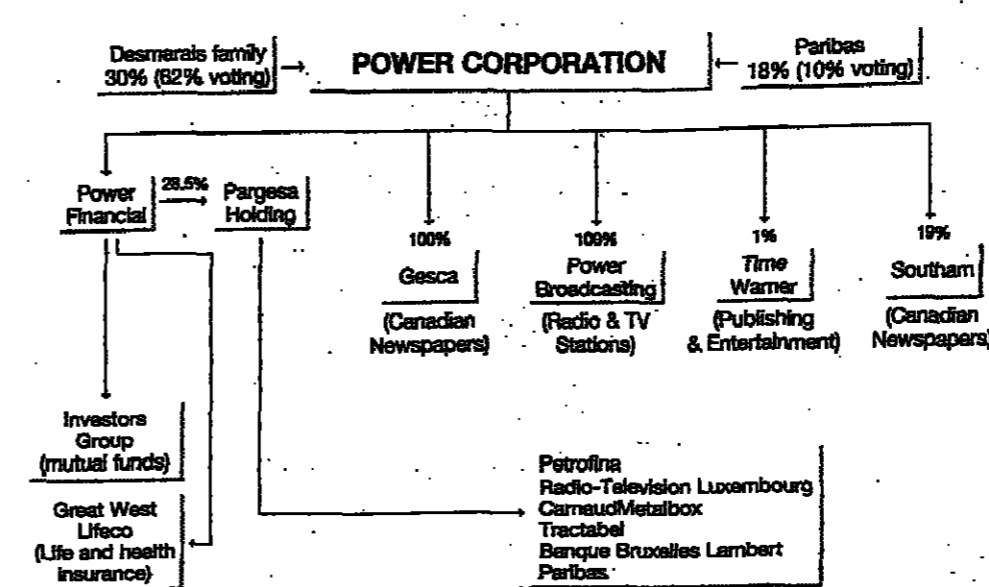 Desmarais family
30% (62% voting)
POWER CORPORATION
Paribas
18% (10% voting)
Power
Financial
28.5%
Pargesa
Holding
100%
Gesca
(Canadian
Newspapers)
100%
Power
Broadcasting
(Radio & TV
Stations)
1%
Time
Warner
(Publishing
& Entertainment)
19%
Southam
(Canadian
Newspapers)
Investors
Group
(mutual funds)
Great West
Lifeco
(Life and health
insurance)
Petrofina
Radio-Television Luxembourg
CarnaudMetalbox
Tractabel
Banque Bruxelles Lambert
Paribas